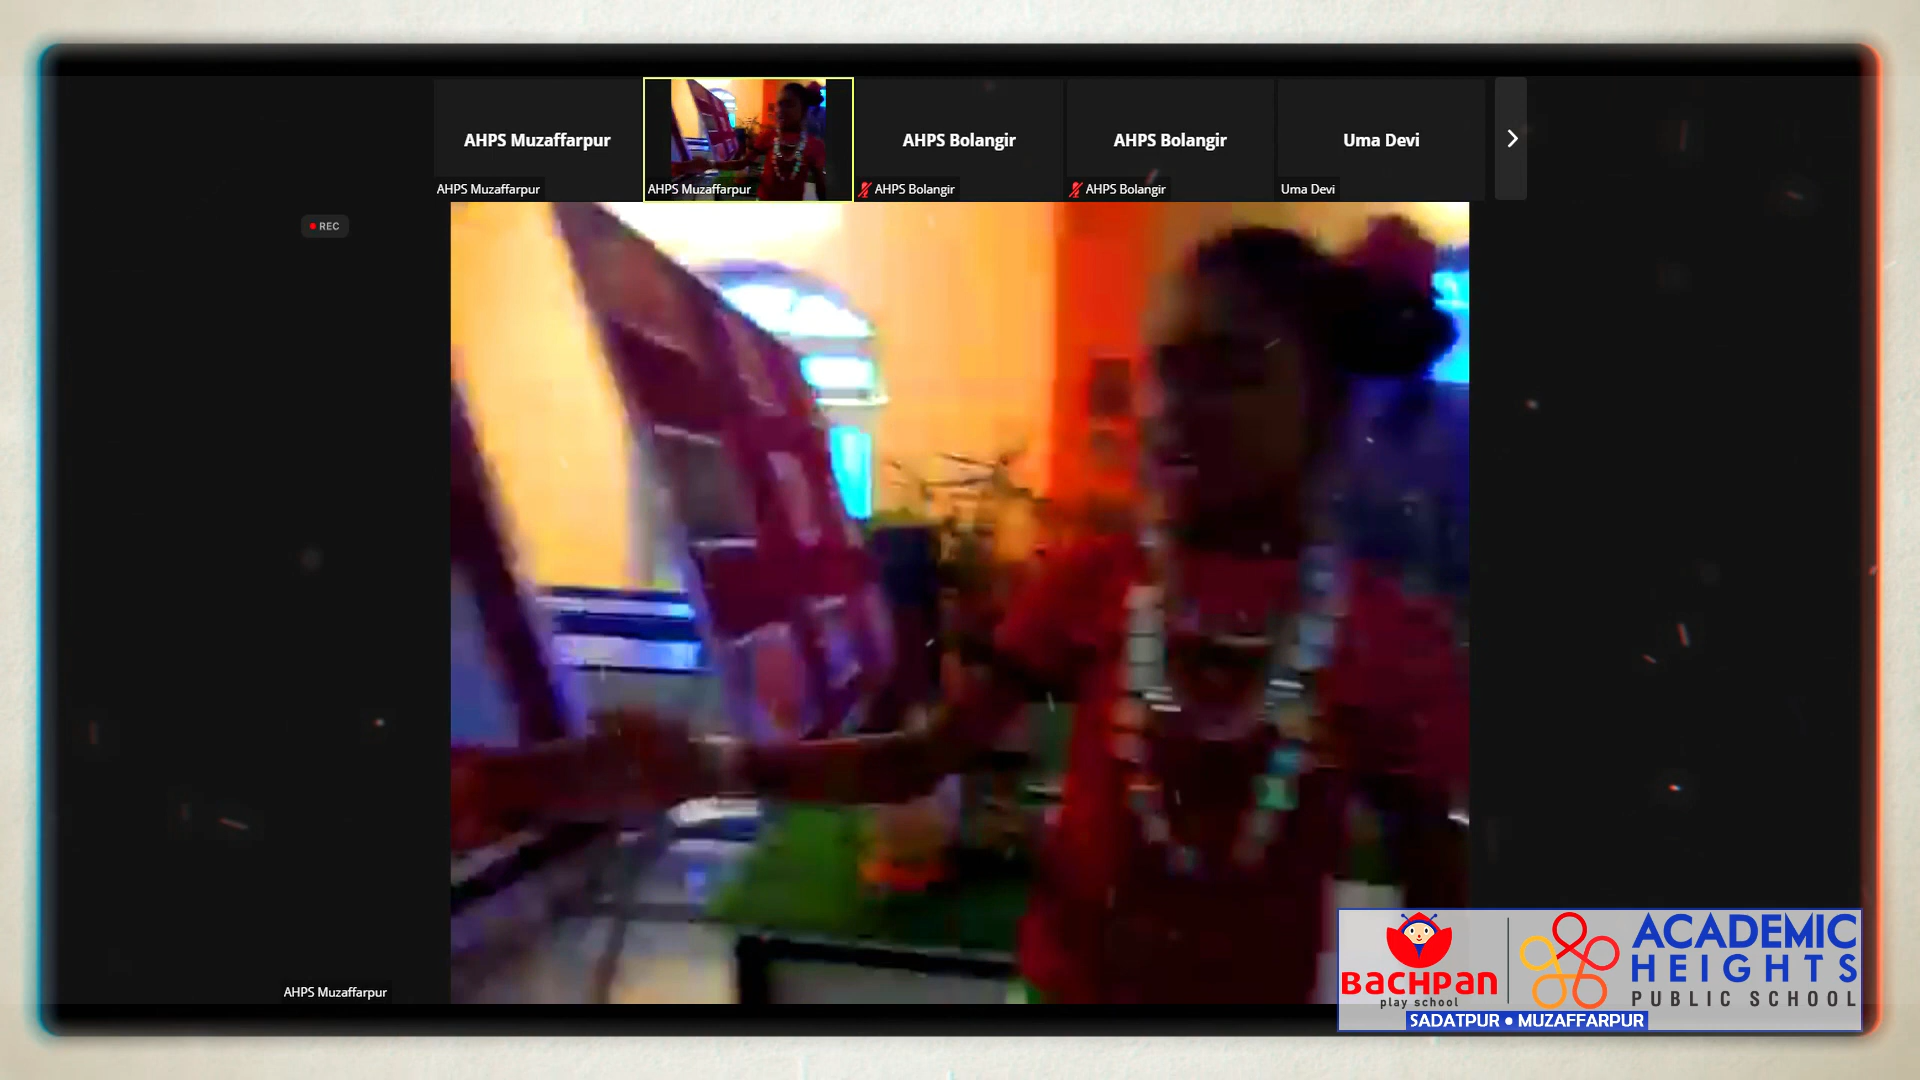 AHPS Muzaffarpur
AHPS Bolangir
AHPS Bolangir
Uma Devi
AHPS Muzaffarpur
AHPS Muzaffarpur
AHPS Bolangir
AHPS Bolangir
Uma Devi
REC
AHPS Muzaffarpur
BACHPAN
play school
ACADEMIC
HEIGHTS
PUBLIC SCHOOL
SADATPUR • MUZAFFARPUR